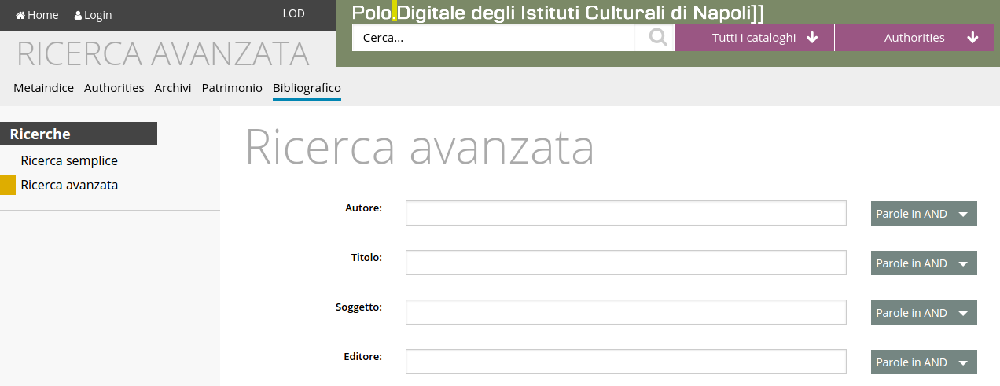 Home Login LOD
Polo.Digitale degli Istituti Culturali di Napoli]]
Cerca... Tutti i cataloghi Authorities
RICERCA AVANZATA
Metaindice Authorities Archivi Patrimonio Bibliografico
Ricerche
Ricerca semplice
Ricerca avanzata
Ricerca avanzata
Autore: Parole in AND
Titolo: Parole in AND
Soggetto: Parole in AND
Editore: Parole in AND